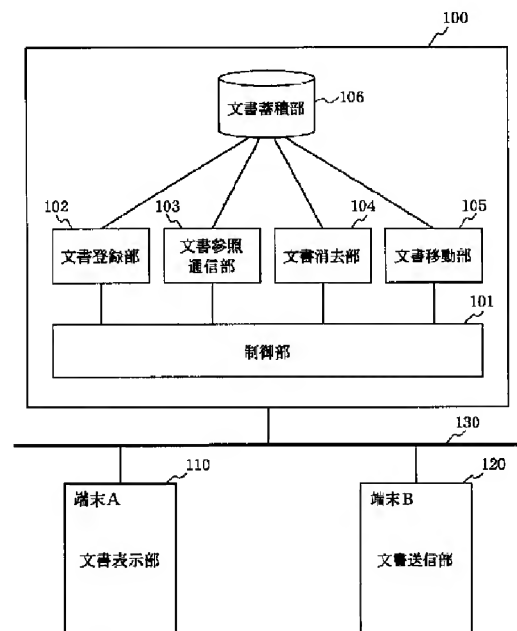 100
文書蓄積部
106
102
103
104
105
文書登録部
文書参照
通信部
文書消去部
文書移動部
101
制御部
130
110
120
端末A
端末B
文書表示部
文書送信部